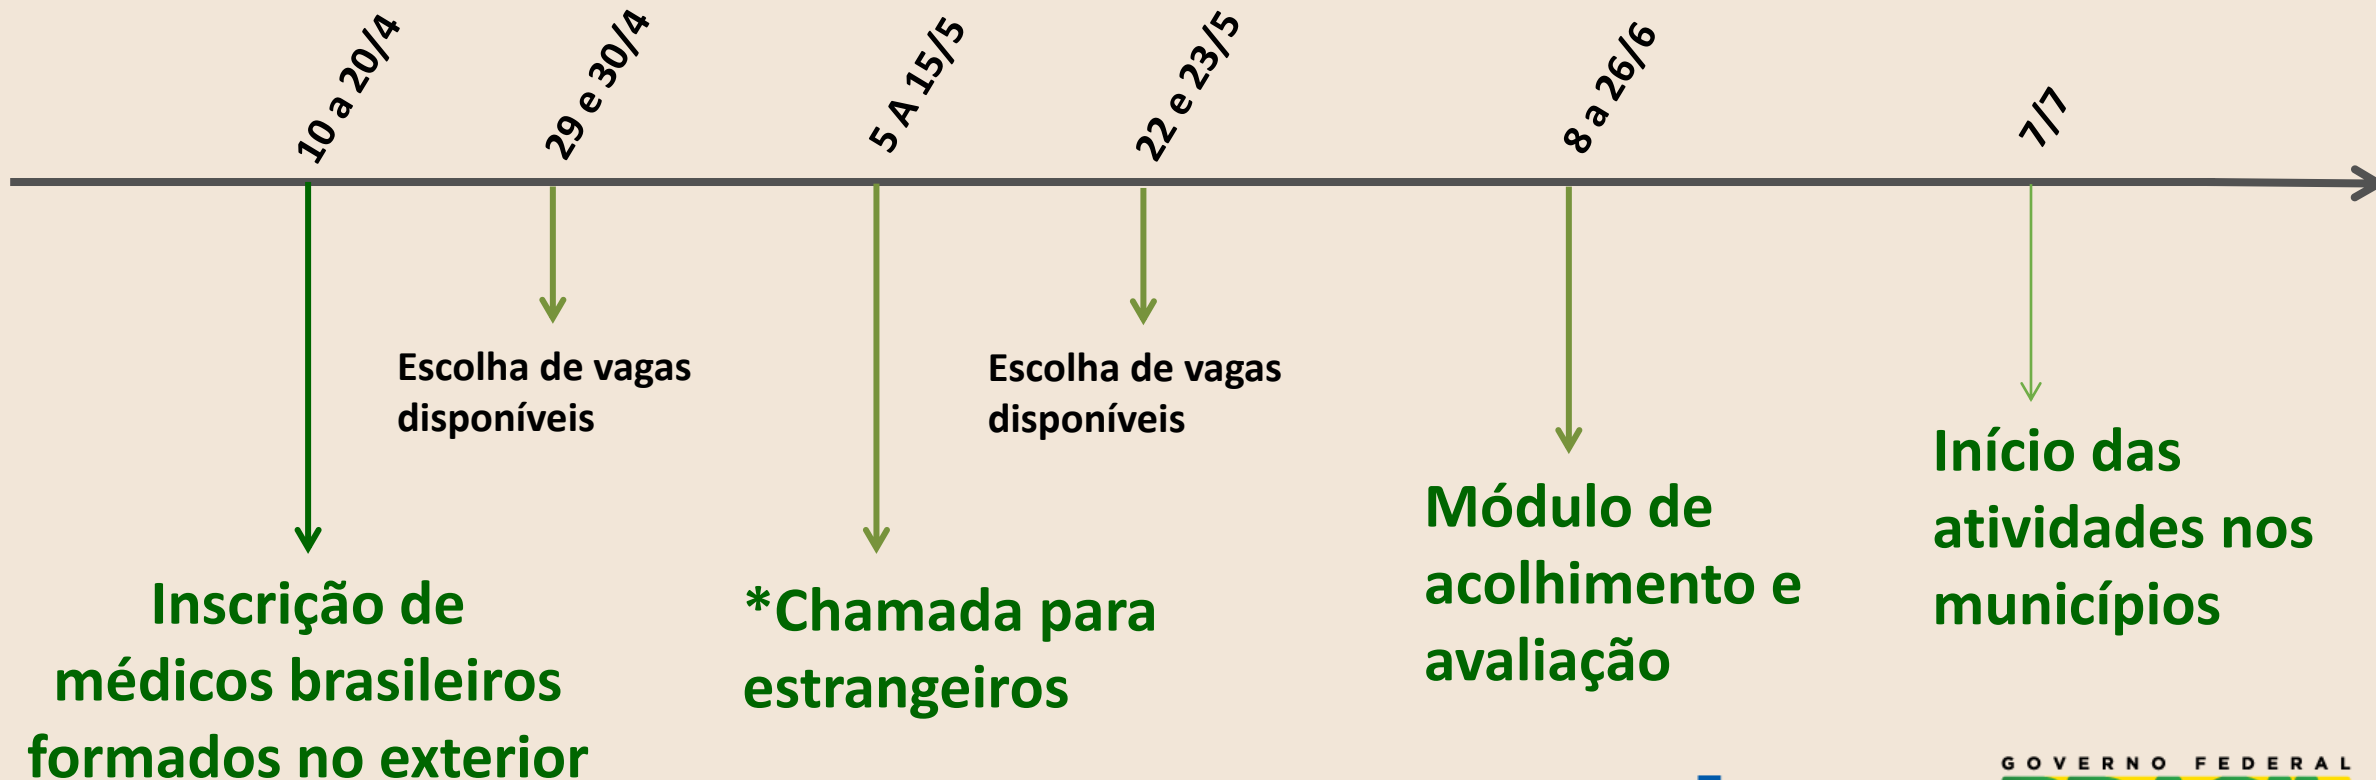 10 a 20/4
29 e 30/4
5 A 15/5
22 e 23/5
8 a 26/6
7/7
Escolha de vagas
disponíveis
Escolha de vagas
disponíveis
Inscrição de
médicos brasileiros
formados no exterior
*Chamada para
estrangeiros
Módulo de
acolhimento e
avaliação
Início das
atividades nos
municípios
GOVERNO FEDERAL